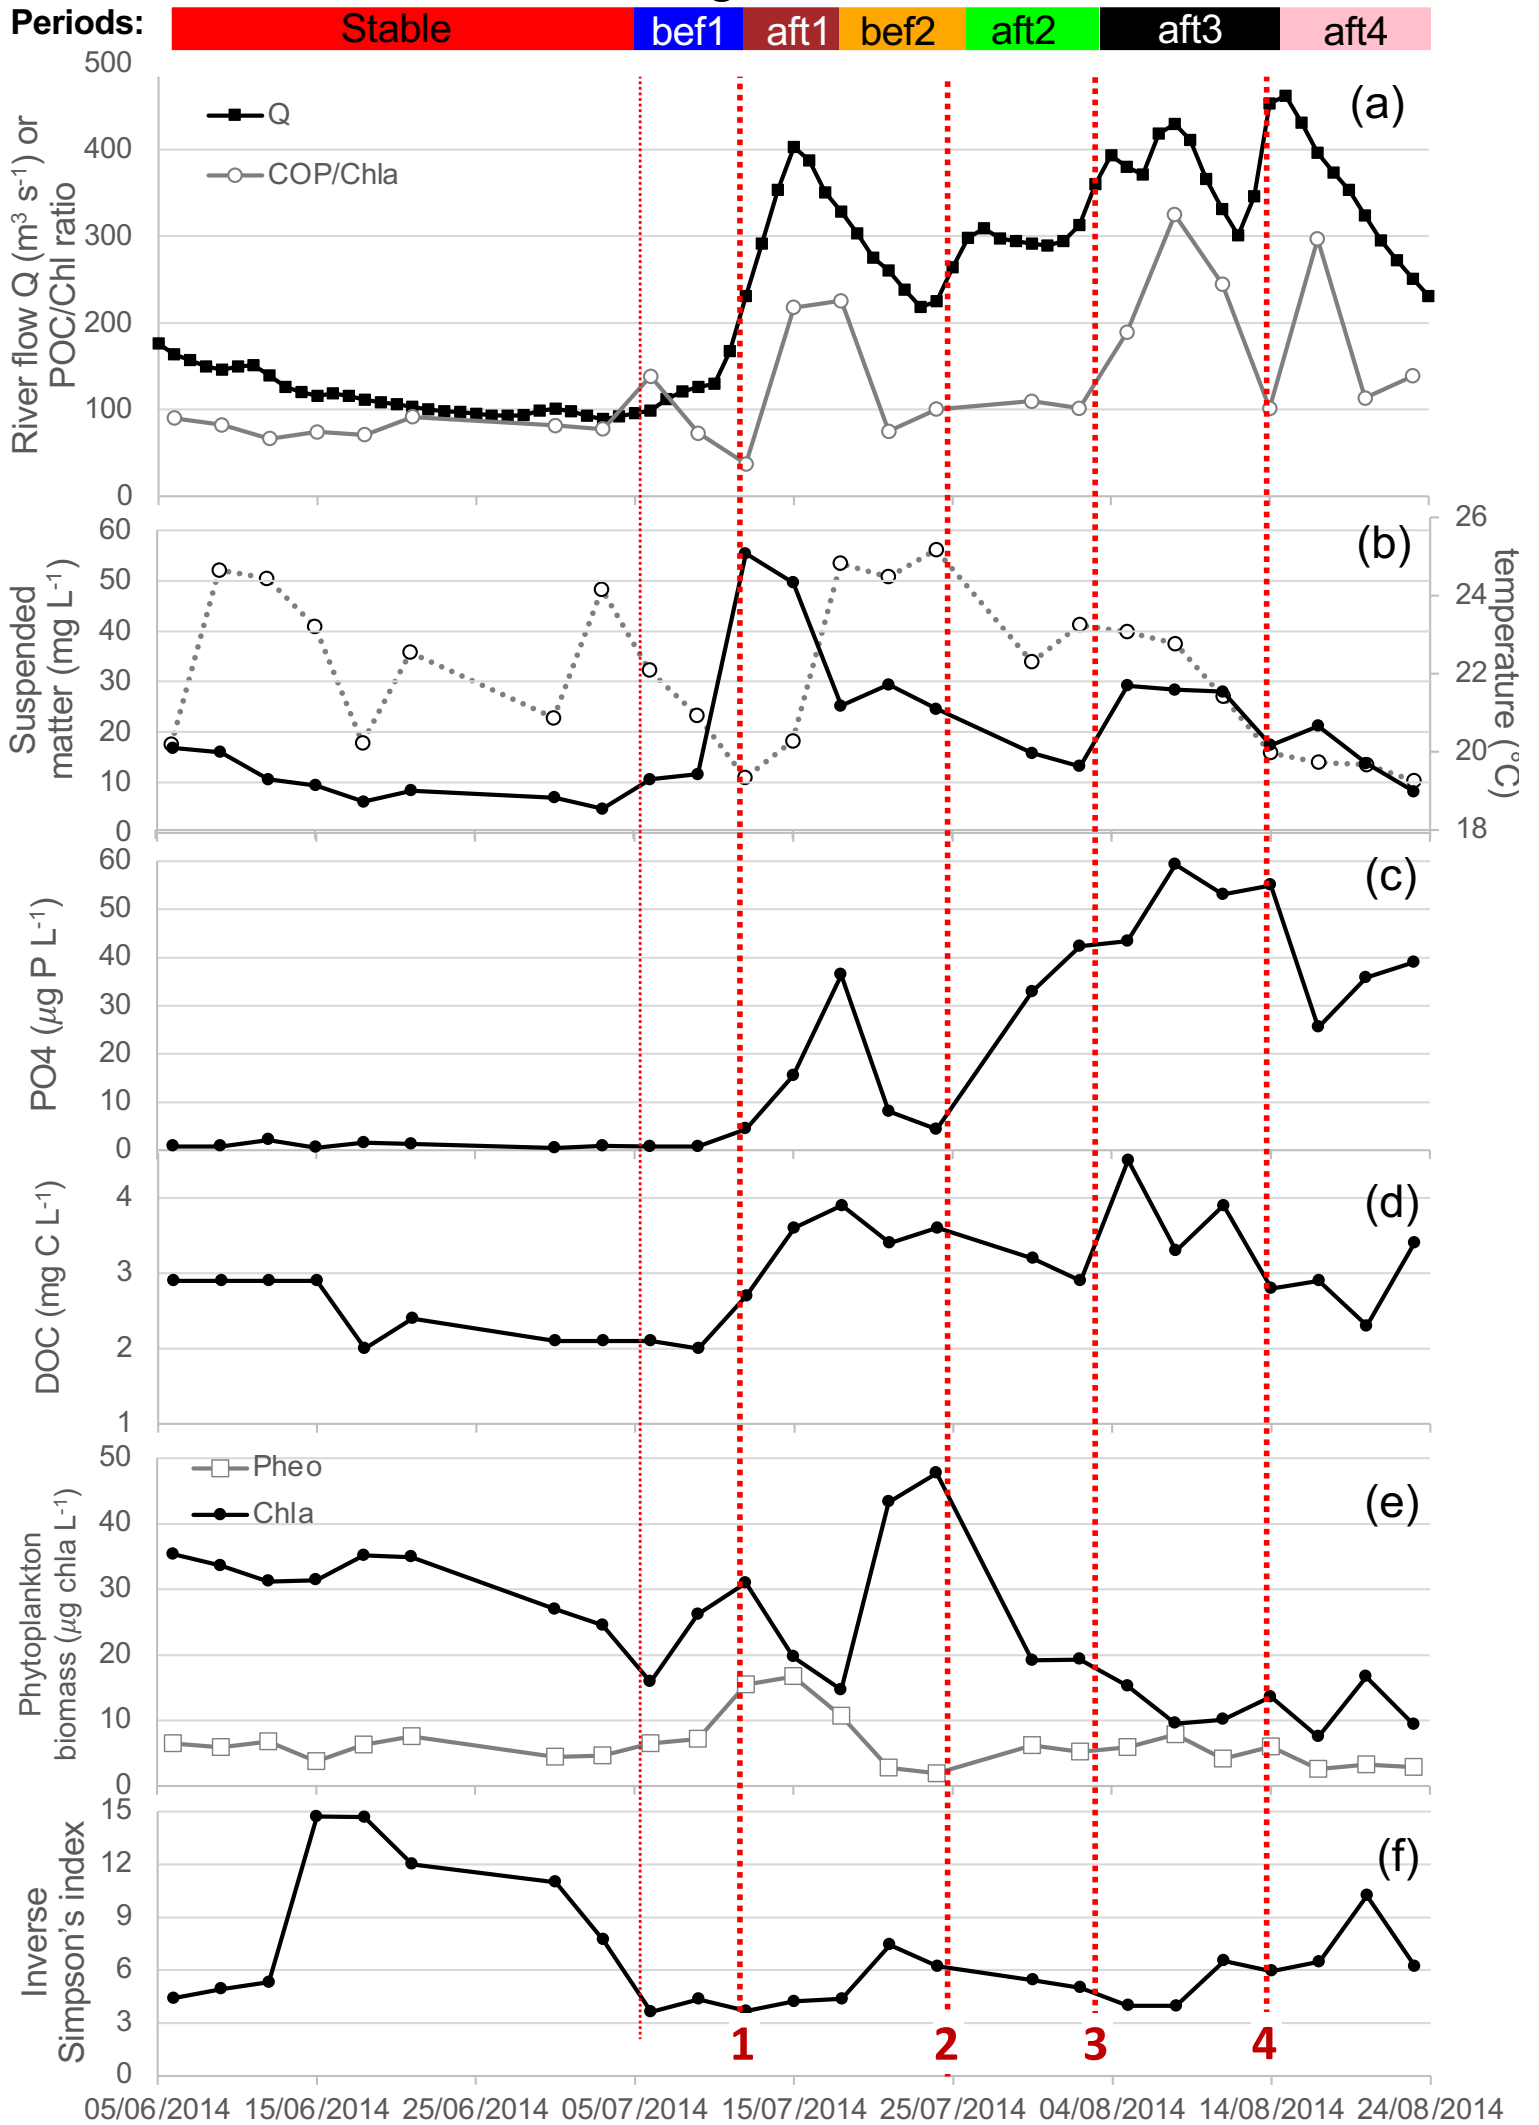 Periods:
Stable
bef1
aft1
bef2
aft2
aft3
aft4
River flow Q (m3 s-1) or
POC/Chl ratio
500
400
300
200
100
0
Q
COP/Chla
(a)
Suspended
matter (mg L-1)
60
50
40
30
20
10
0
(b)
26
24
22
20
18
temperature (°C)
PO4 (µg P L-1)
60
50
40
30
20
10
0
(c)
DOC (mg C L-1)
4
3
2
1
(d)
Phytoplankton
biomass (µg chla L-1)
50
40
30
20
10
0
Pheo
Chla
(e)
Inverse
Simpson's index
15
12
9
6
3
0
(f)
1
2
3
4
05/06/2014 15/06/2014 25/06/2014 05/07/2014 15/07/2014 25/07/2014 04/08/2014 14/08/2014 24/08/2014